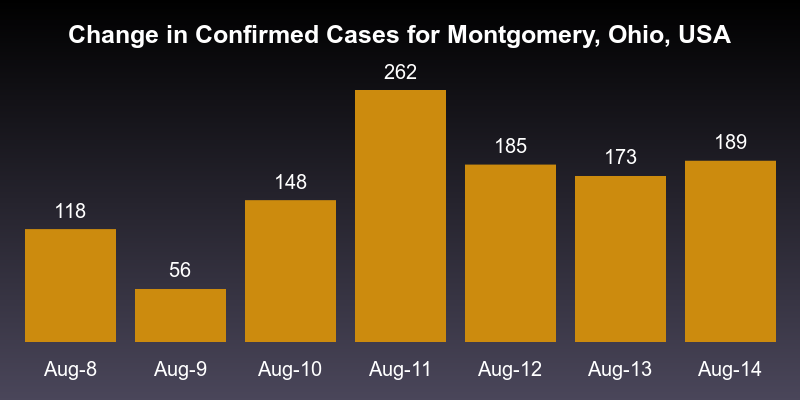 Change in Confirmed Cases for Montgomery, Ohio, USA
262
185
173
189
148
118
56
Aug-8
Aug-9
Aug-10
Aug-11
Aug-12
Aug-13
Aug-14